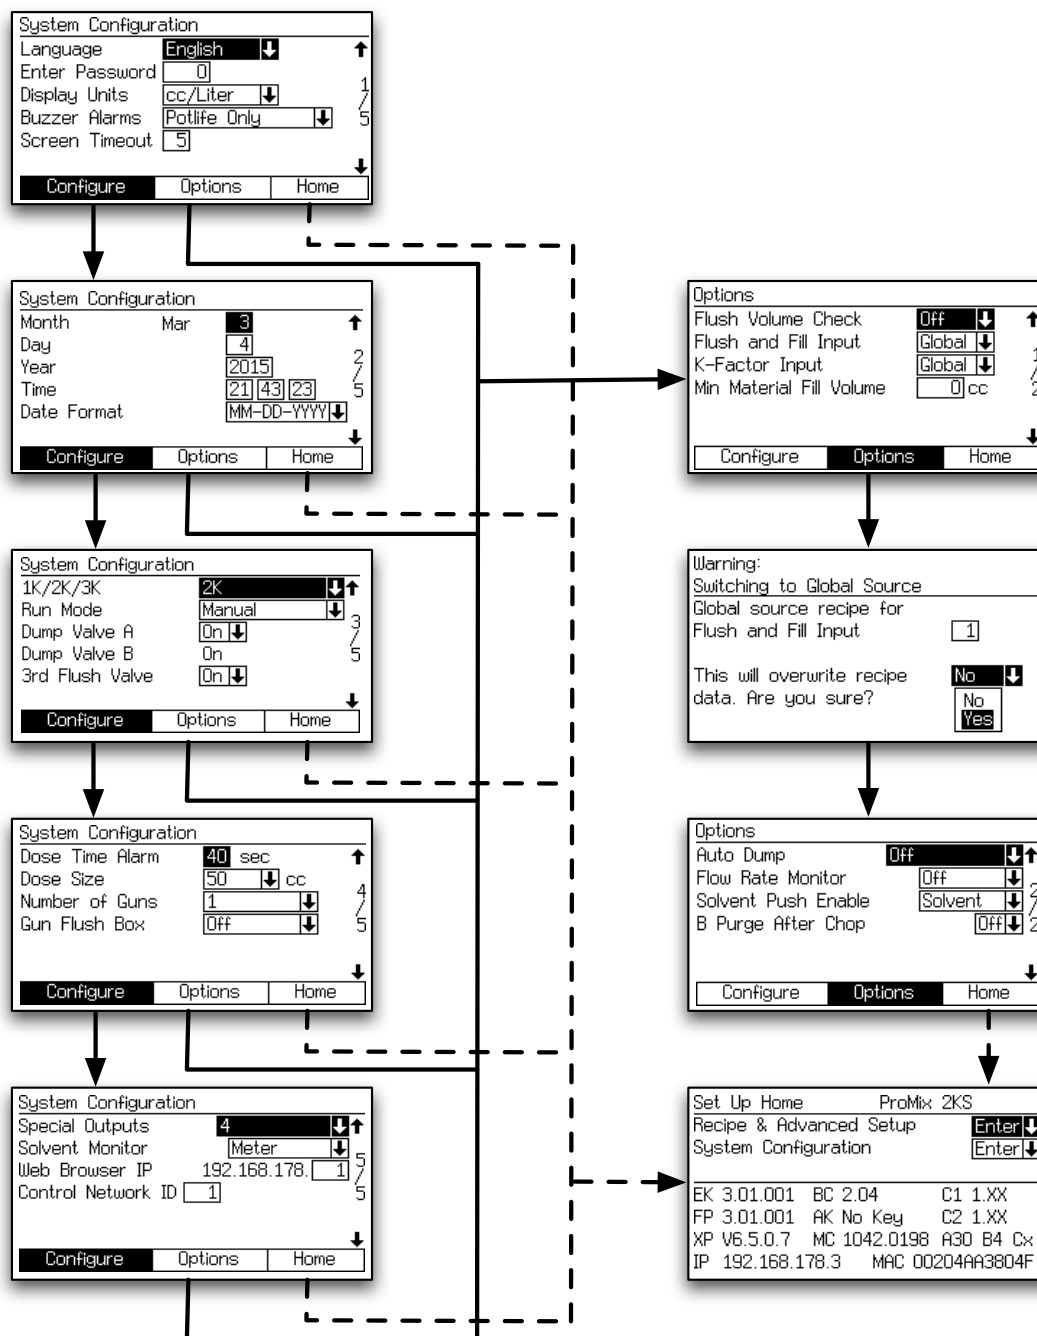 System Configuration
Language English
Enter Password 0
Display Units cc/Liter
Buzzer Alarms Potlife Only
Screen Timeout 5
1/5
Configure Options Home
System Configuration
Month Mar 3
Day 4
Year 2015
Time 21 43 23
Date Format MM-DD-YYYY
2/5
Configure Options Home
System Configuration
1K/2K/3K 2K
Run Mode Manual
Dump Valve A On
Dump Valve B On
3rd Flush Valve On
3/5
Configure Options Home
System Configuration
Dose Time Alarm 40 sec
Dose Size 50 cc
Number of Guns 1
Gun Flush Box Off
4/5
Configure Options Home
System Configuration
Special Outputs 4
Solvent Monitor Meter
Web Browser IP 192.168.178. 1
Control Network ID 1
5/5
Configure Options Home
Options
Flush Volume Check Off
Flush and Fill Input Global
K-Factor Input Global
Min Material Fill Volume 0 cc
1/2
Configure Options Home
Warning:
Switching to Global Source
Global source recipe for
Flush and Fill Input 1
This will overwrite recipe No
data. Are you sure? No
Yes
Options
Auto Dump Off
Flow Rate Monitor Off
Solvent Push Enable Solvent
B Purge After Chop Off
2/2
Configure Options Home
Set Up Home ProMix 2KS
Recipe & Advanced Setup Enter
System Configuration Enter
EK 3.01.001 BC 2.04 C1 1.XX
FP 3.01.001 AK No Key C2 1.XX
XP V6.5.0.7 MC 1042.0198 A30 B4 Cx
IP 192.168.178.3 MAC 00204AA3804F